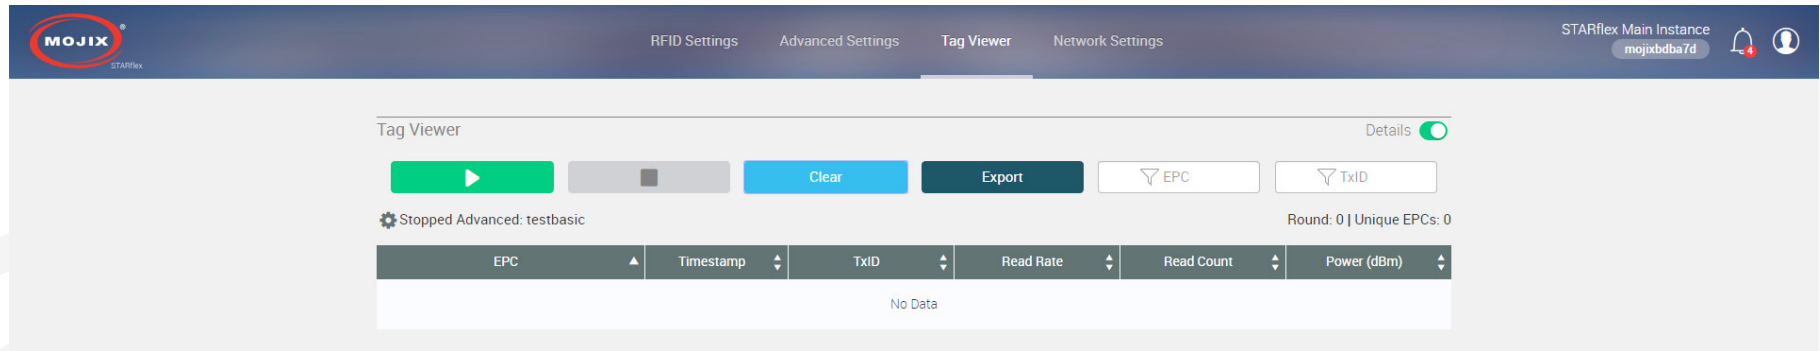 MOJIX ®
STARflex
RFID Settings Advanced Settings Tag Viewer Network Settings
STARflex Main Instance
mojixbdba7d
4
Tag Viewer Details
Clear Export EPC TxID
Stopped Advanced: testbasic Round: 0 | Unique EPCs: 0
EPC Timestamp TxID Read Rate Read Count Power (dBm)
No Data